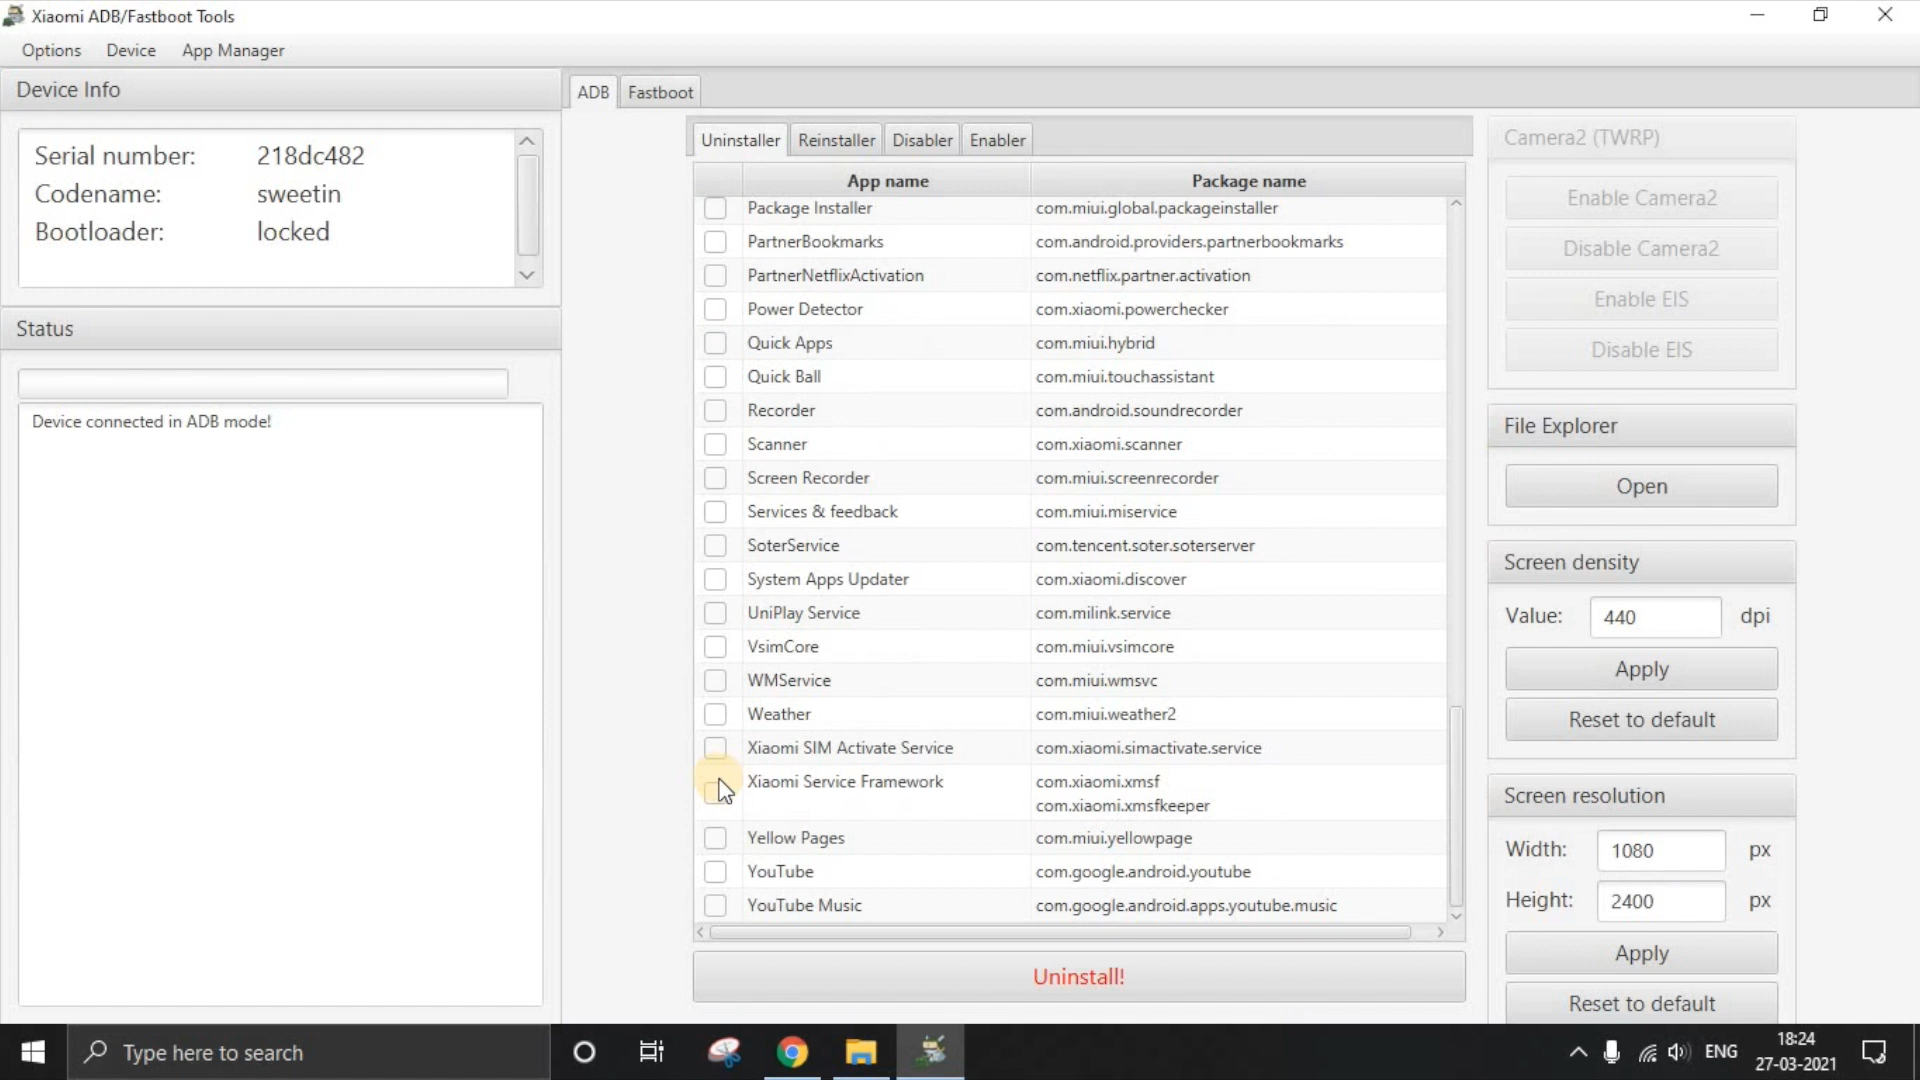 Xiaomi ADB/Fastboot Tools
Options Device App Manager
Device Info
Serial number: 218dc482
Codename: sweetin
Bootloader: locked
Status
Device connected in ADB mode!
ADB Fastboot
Uninstaller Reinstaller Disabler Enabler
App name Package name
Package Installer com.miui.global.packageinstaller
PartnerBookmarks com.android.providers.partnerbookmarks
PartnerNetflixActivation com.netflix.partner.activation
Power Detector com.xiaomi.powerchecker
Quick Apps com.miui.hybrid
Quick Ball com.miui.touchassistant
Recorder com.android.soundrecorder
Scanner com.xiaomi.scanner
Screen Recorder com.miui.screenrecorder
Services & feedback com.miui.miservice
SoterService com.tencent.soter.soterserver
System Apps Updater com.xiaomi.discover
UniPlay Service com.milink.service
VsimCore com.miui.vsimcore
WMService com.miui.wmsvc
Weather com.miui.weather2
Xiaomi SIM Activate Service com.xiaomi.simactivate.service
Xiaomi Service Framework com.xiaomi.xmsf
com.xiaomi.xmsfkeeper
Yellow Pages com.miui.yellowpage
YouTube com.google.android.youtube
YouTube Music com.google.android.apps.youtube.music
Uninstall!
Camera2 (TWRP)
Enable Camera2
Disable Camera2
Enable EIS
Disable EIS
File Explorer
Open
Screen density
Value: 440 dpi
Apply
Reset to default
Screen resolution
Width: 1080 px
Height: 2400 px
Apply
Reset to default
Type here to search
ENG
18:24
27-03-2021